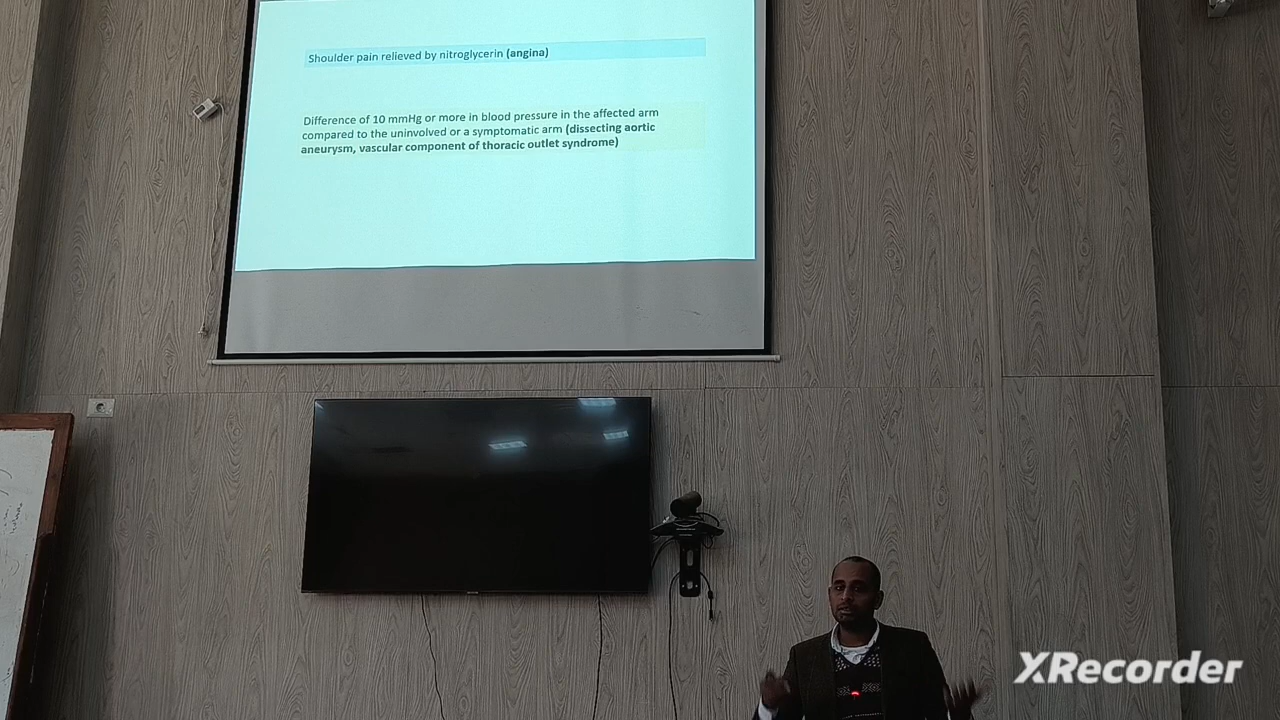 Shoulder pain relieved by nitroglycerin (angina)
Difference of 10 mmHg or more in blood pressure in the affected arm
compared to the uninvolved or a symptomatic arm (dissecting aortic
aneurysm, vascular component of thoracic outlet syndrome)
XRecorder